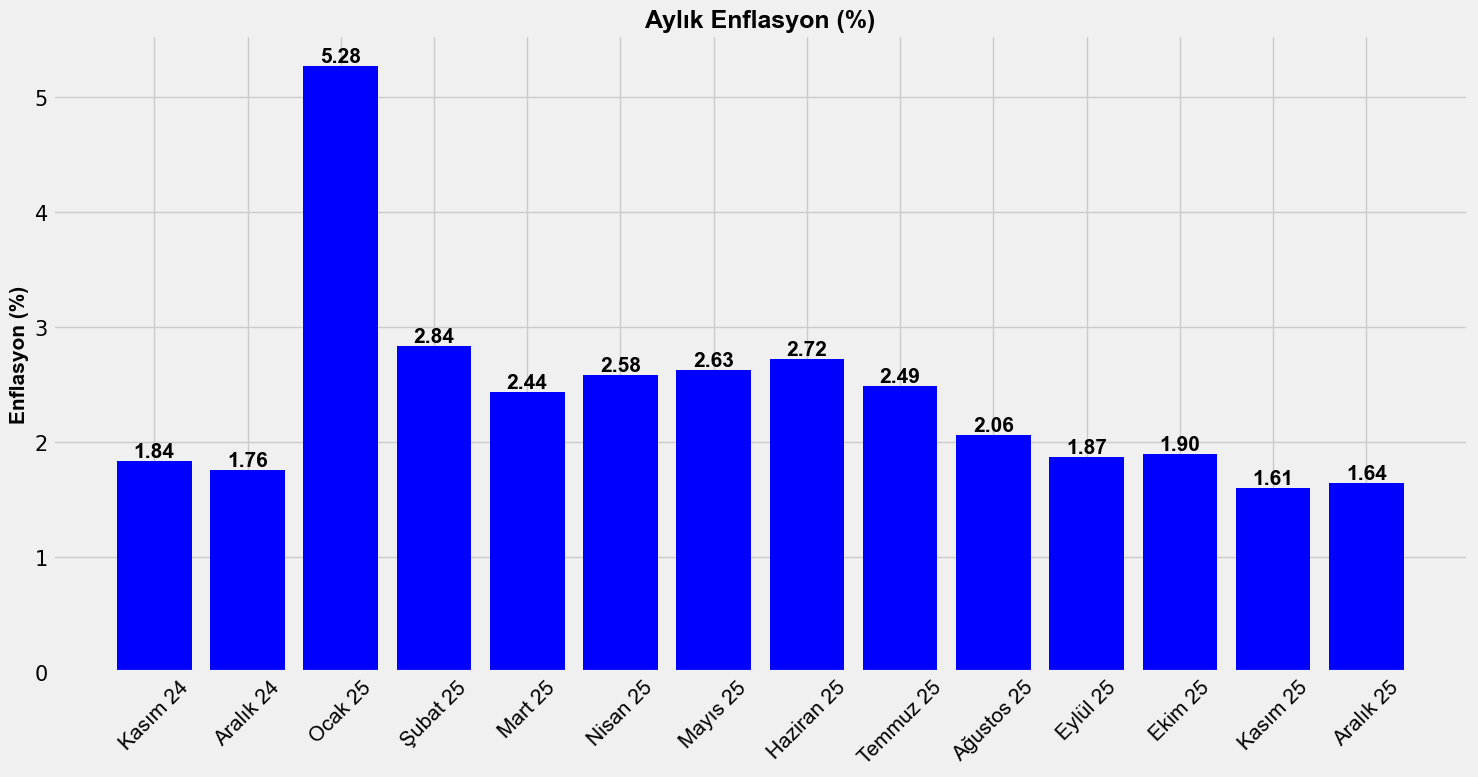 Aylık Enflasyon (%)
Enflasyon (%)
5
4
3
2
1
0
5.28
2.84
2.44
2.58
2.63
2.72
2.49
2.06
1.84
1.76
1.87
1.90
1.61
1.64
Kasım 24
Aralık 24
Ocak 25
Şubat 25
Mart 25
Nisan 25
Mayıs 25
Haziran 25
Temmuz 25
Ağustos 25
Eylül 25
Ekim 25
Kasım 25
Aralık 25